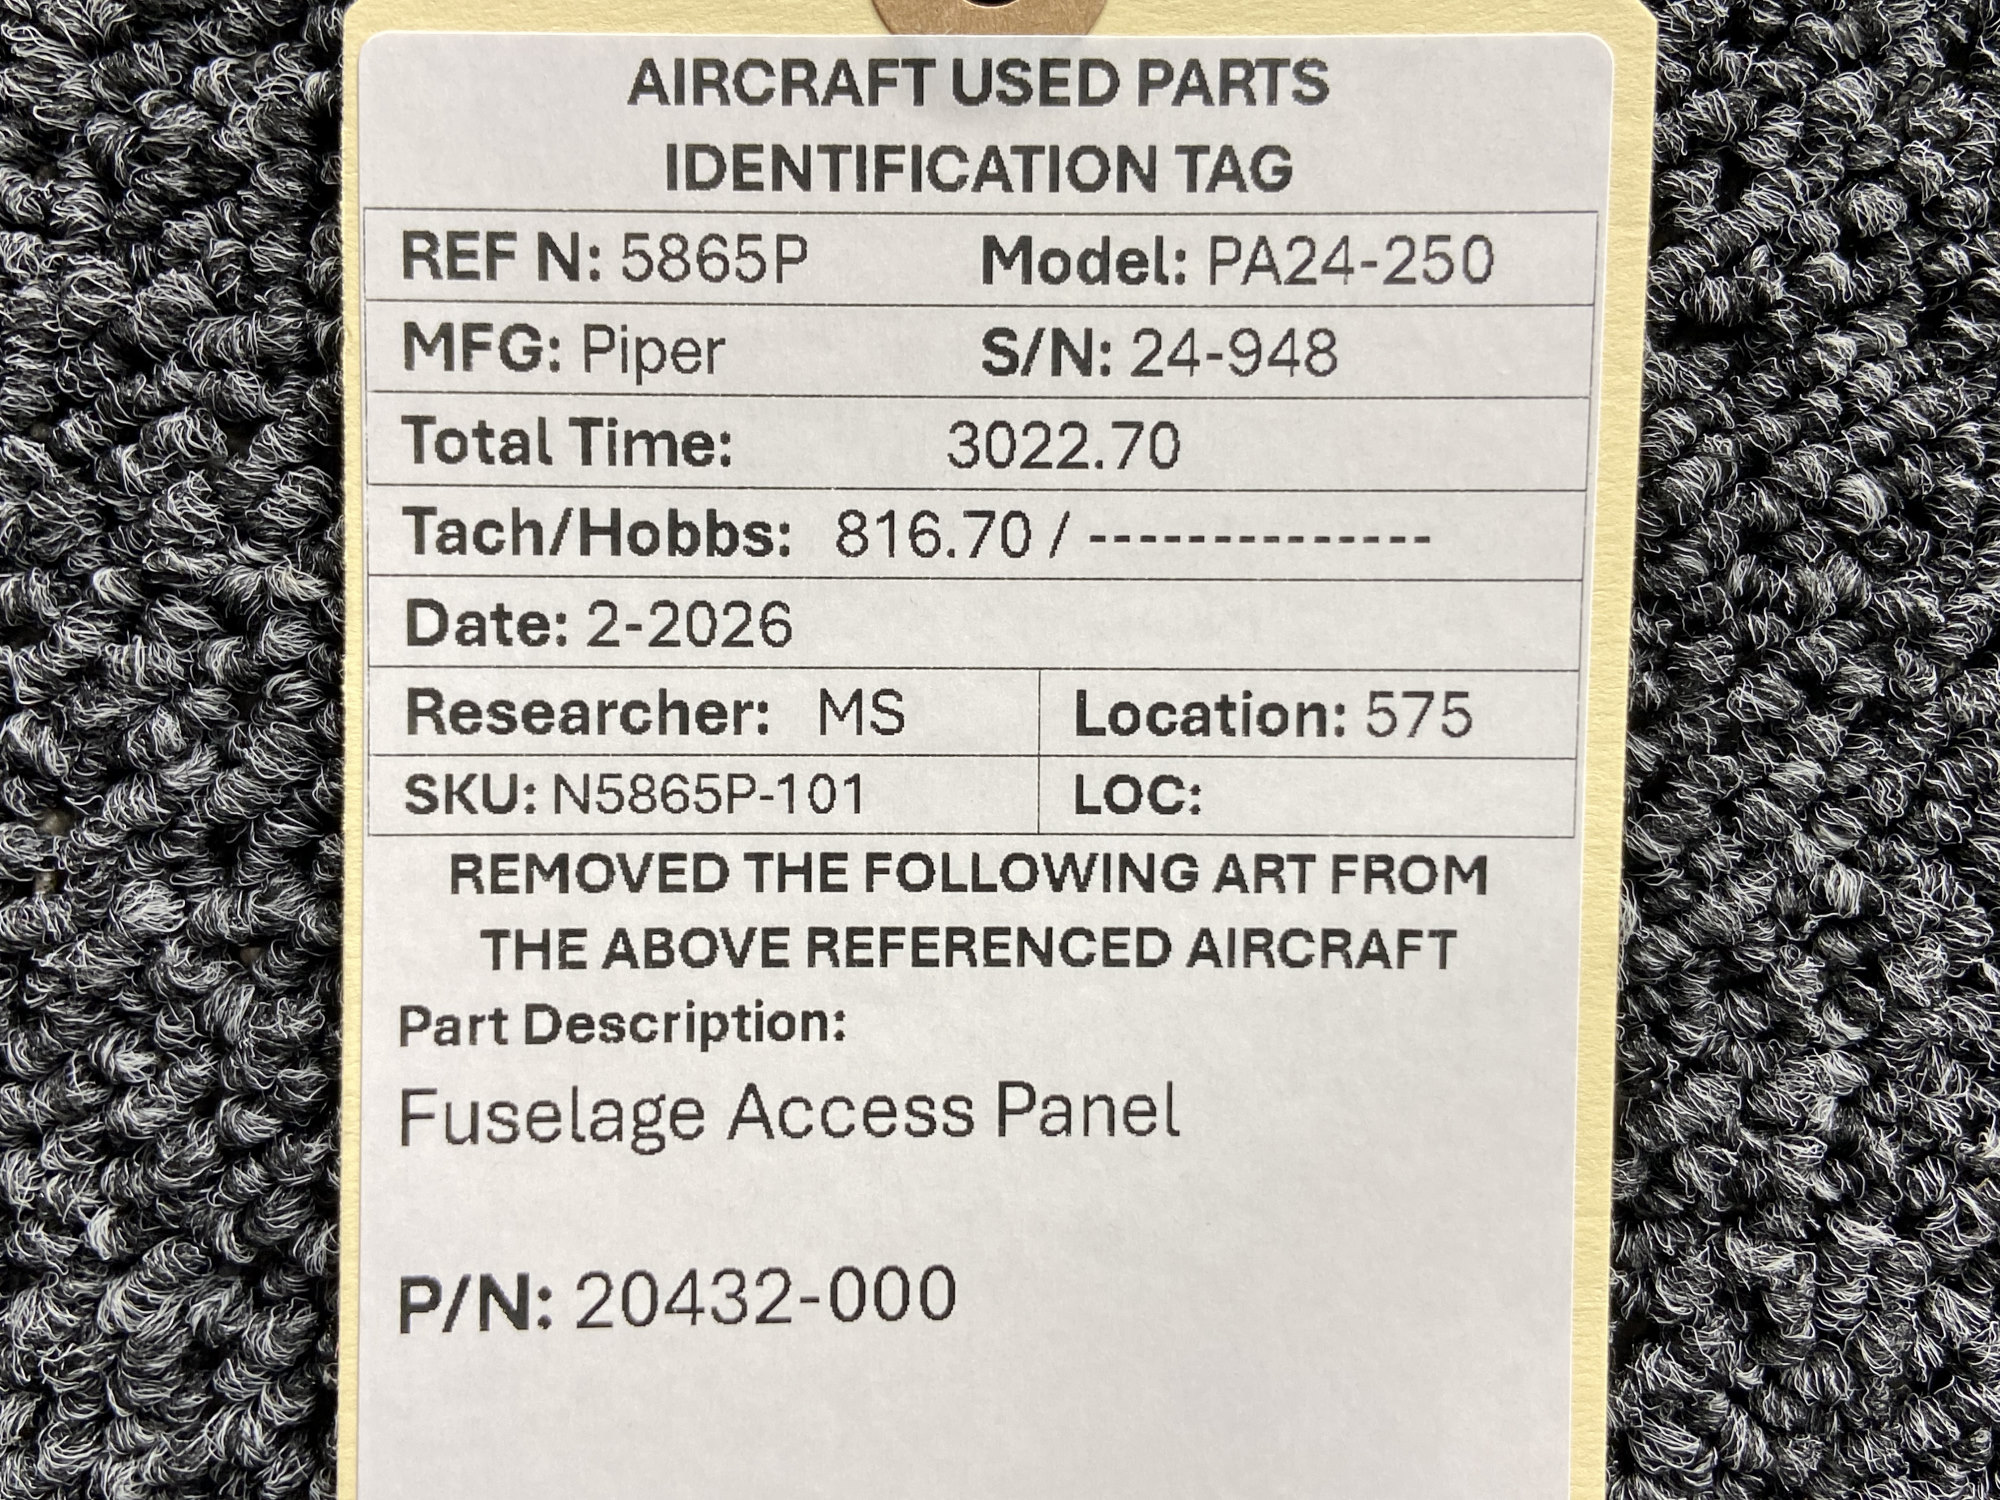 AIRCRAFT USED PARTS
IDENTIFICATION TAG
REF N: 5865P Model: PA24-250
MFG: Piper S/N: 24-948
Total Time: 3022.70
Tach/Hobbs: 816.70 / --------------
Date: 2-2026
Researcher: MS Location: 575
SKU: N5865P-101 LOC:
REMOVED THE FOLLOWING ART FROM
THE ABOVE REFERENCED AIRCRAFT
Part Description:
Fuselage Access Panel
P/N: 20432-000